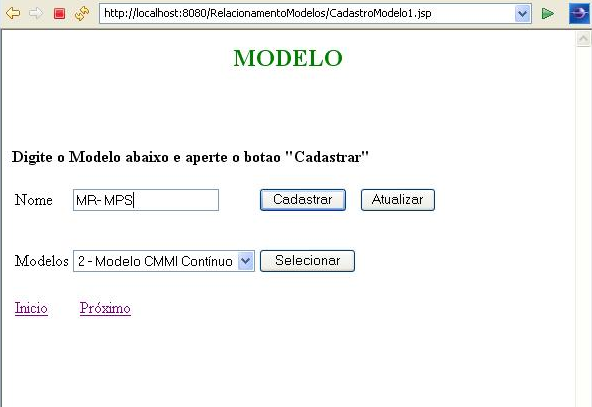 http://localhost:8080/RelacionamentoModelos/CadastroModelo1.jsp
MODELO
Digite o Modelo abaixo e aperte o botao "Cadastrar"
Nome MR-MPS Cadastrar Atualizar
Modelos 2 - Modelo CMMI Contínuo Selecionar
Inicio Próximo